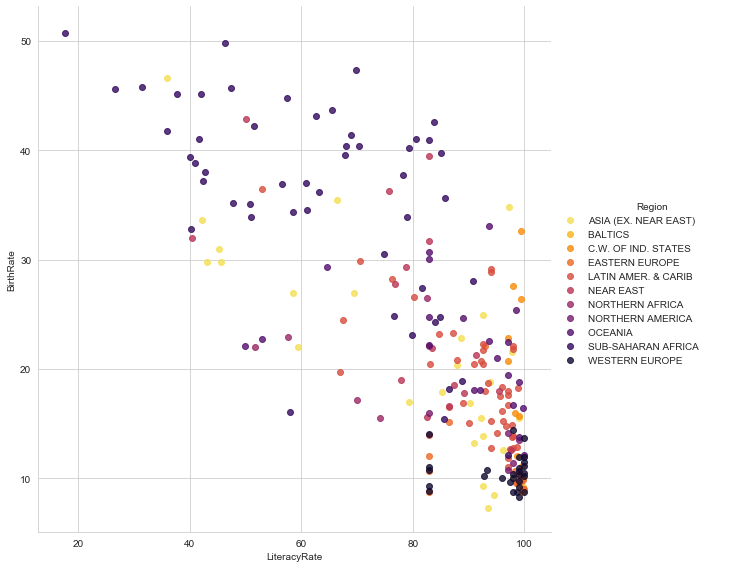 50
40
30
20
10
BirthRate
20
40
60
80
100
LiteracyRate
Region
ASIA (EX. NEAR EAST)
BALTICS
C.W. OF IND. STATES
EASTERN EUROPE
LATIN AMER. & CARIB
NEAR EAST
NORTHERN AFRICA
NORTHERN AMERICA
OCEANIA
SUB-SAHARAN AFRICA
WESTERN EUROPE